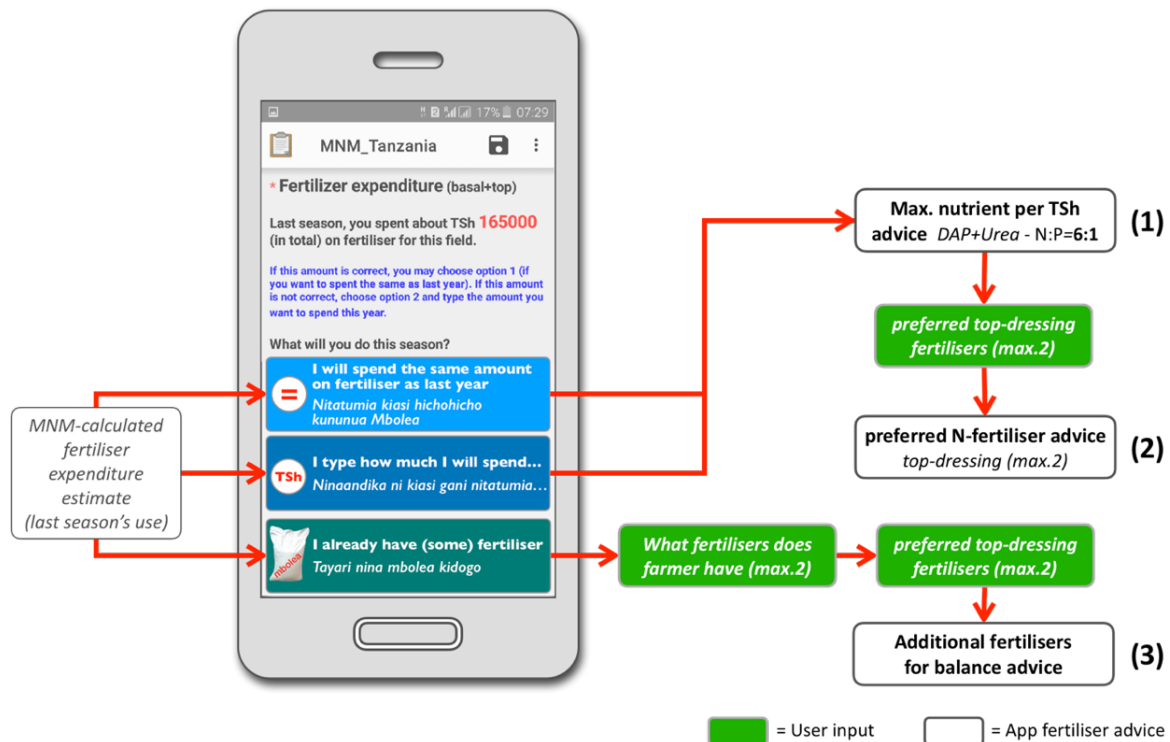 17% 07:29
MNM_Tanzania
* Fertilizer expenditure (basal+top)
Last season, you spent about TSh 165000
(in total) on fertiliser for this field.
If this amount is correct, you may choose option 1 (if
you want to spent the same as last year). If this amount
is not correct, choose option 2 and type the amount you
want to spend this year.
What will you do this season?
=
I will spend the same amount
on fertiliser as last year
Nitatumia kiasi hichohicho
kununua Mbolea
TSh
I type how much I will spend...
Ninaandika ni kiasi gani nitatumia...
mbolea
I already have (some) fertiliser
Tayari nina mbolea kidogo
MNM-calculated
fertiliser
expenditure
estimate
(last season's use)
Max. nutrient per TSh
advice DAP+Urea - N:P=6:1
(1)
preferred top-dressing
fertilisers (max.2)
preferred N-fertiliser advice
top-dressing (max.2)
(2)
What fertilisers does
farmer have (max.2)
preferred top-dressing
fertilisers (max.2)
Additional fertilisers
for balance advice
(3)
= User input
= App fertiliser advice